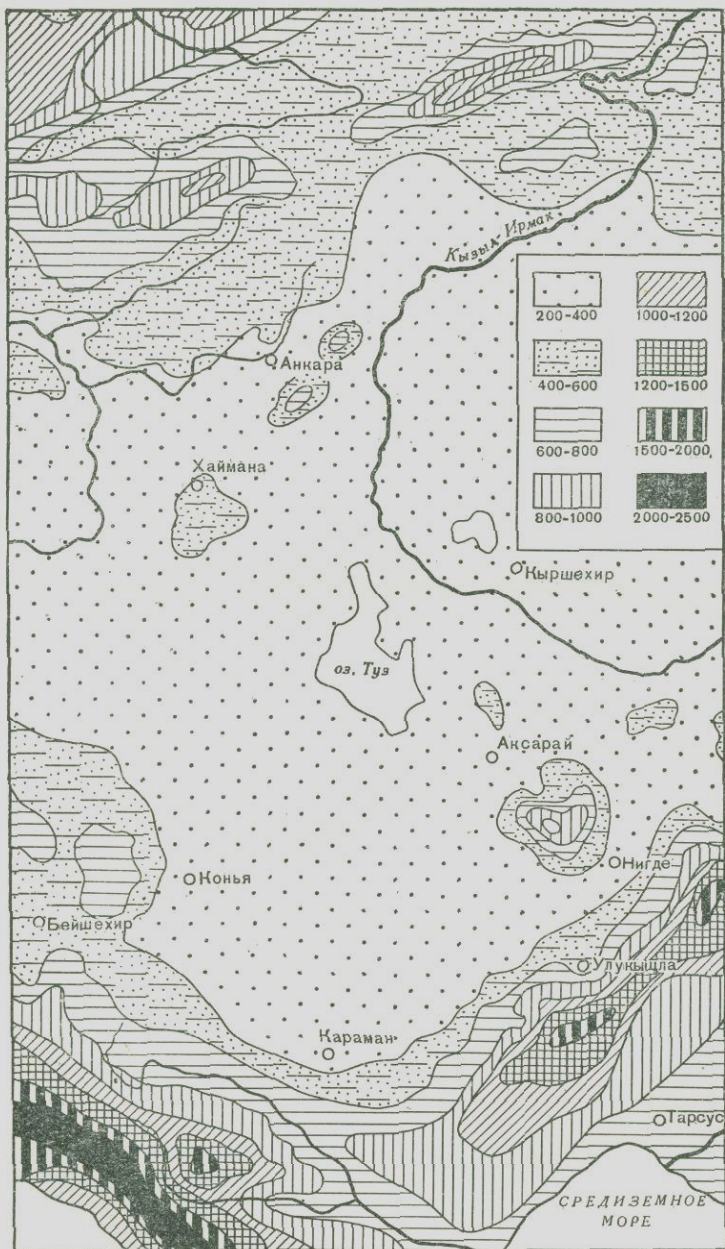 Кызыл-Ирмак
200-400
1000-1200
400-600
1200-1500
600-800
1500-2000
800-1000
2000-2500
Анкара
Хаймана
Кыршехир
оз. Туз
Аксарай
Нигде
Конья
Бейшехир
Улукышла
Караман
Тарсус
СРЕДИЗЕМНОЕ
МОРЕ